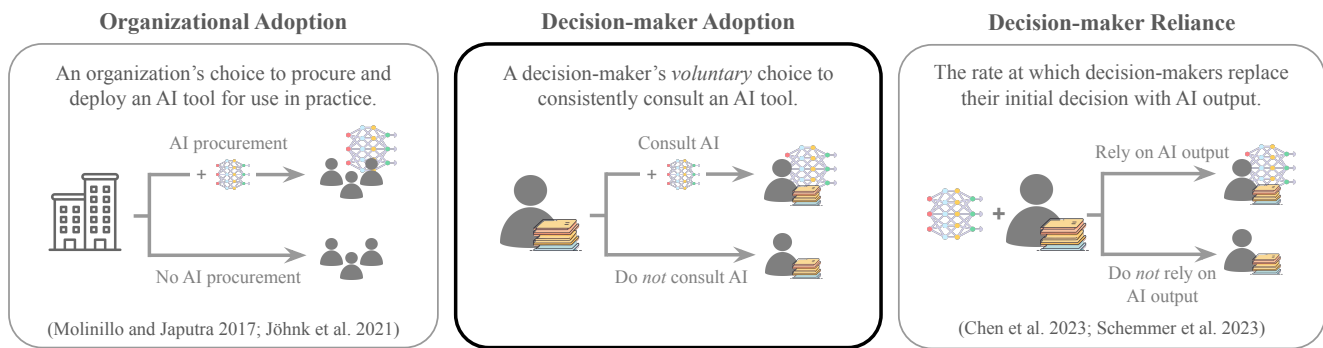 Organizational Adoption
An organization’s choice to procure and
deploy an AI tool for use in practice.
AI procurement
+
No AI procurement
(Molinillo and Japutra 2017; Jöhnk et al. 2021)
Decision-maker Adoption
A decision-maker’s voluntary choice to
consistently consult an AI tool.
Consult AI
+
Do not consult AI
Decision-maker Reliance
The rate at which decision-makers replace
their initial decision with AI output.
Rely on AI output
+
Do not rely on
AI output
(Chen et al. 2023; Schemmer et al. 2023)